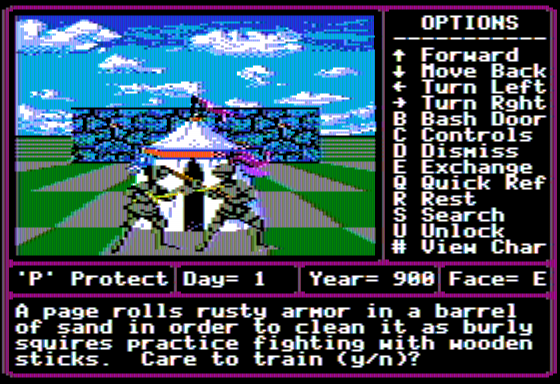 OPTIONS
------------
↑ Forward
↓ Move Back
← Turn Left
→ Turn Rght
B Bash Door
C Controls
D Dismiss
E Exchange
Q Quick Ref
R Rest
S Search
U Unlock
# View Char
'P' Protect Day= 1 Year= 900 Face= E
A page rolls rusty armor in a barrel
of sand in order to clean it as burly
squires practice fighting with wooden
sticks. Care to train (y/n)?